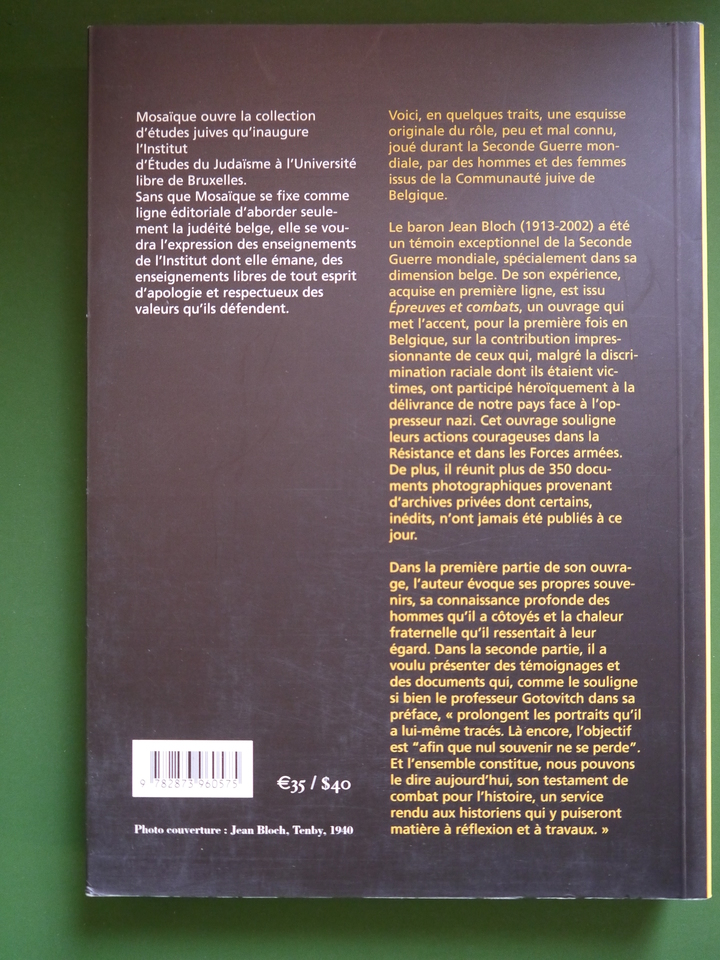 Mosaïque ouvre la collection
d'études juives qu'inaugure
l'Institut
d'Études du Judaïsme à l'Université
libre de Bruxelles.
Sans que Mosaïque se fixe comme
ligne éditoriale d'aborder seule-
ment la judéité belge, elle se vou-
dra l'expression des enseignements
de l'Institut dont elle émane, des
enseignements libres de tout esprit
d'apologie et respectueux des
valeurs qu'ils défendent.
Voici, en quelques traits, une esquisse
originale du rôle, peu et mal connu,
joué durant la Seconde Guerre mon-
diale, par des hommes et des femmes
issus de la Communauté juive de
Belgique.
Le baron Jean Bloch (1913-2002) a été
un témoin exceptionnel de la Seconde
Guerre mondiale, spécialement dans sa
dimension belge. De son expérience,
acquise en première ligne, est issu
Épreuves et combats, un ouvrage qui
met l'accent, pour la première fois en
Belgique, sur la contribution impres-
sionnante de ceux qui, malgré la discri-
mination raciale dont ils étaient vic-
times, ont participé héroïquement à la
délivrance de notre pays face à l'op-
presseur nazi. Cet ouvrage souligne
leurs actions courageuses dans la
Résistance et dans les Forces armées.
De plus, il réunit plus de 350 docu-
ments photographiques provenant
d'archives privées dont certains,
inédits, n'ont jamais été publiés à ce
jour.
Dans la première partie de son ouvra-
ge, l'auteur évoque ses propres souve-
nirs, sa connaissance profonde des
hommes qu'il a côtoyés et la chaleur
fraternelle qu'il ressentait à leur
égard. Dans la seconde partie, il a
voulu présenter des témoignages et
des documents qui, comme le souligne
si bien le professeur Gotovitch dans sa
préface, « prolongent les portraits qu'il
a lui-même tracés. Là encore, l'objectif
est "afin que nul souvenir ne se perde".
Et l'ensemble constitue, nous pouvons
le dire aujourd'hui, son testament de
combat pour l'histoire, un service
rendu aux historiens qui y puiseront
matière à réflexion et à travaux. »
9 782873 960575
€35 / $40
Photo couverture : Jean Bloch, Tenby, 1940